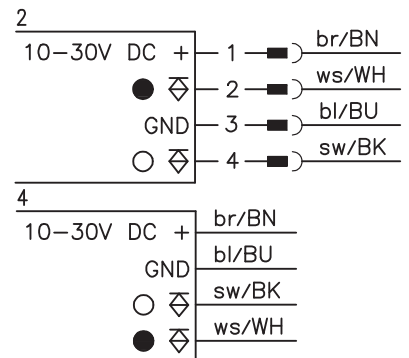 2
10–30V DC + 1 br/BN
2 ws/WH
GND 3 bl/BU
4 sw/BK
4
10–30V DC + br/BN
GND bl/BU
sw/BK
ws/WH